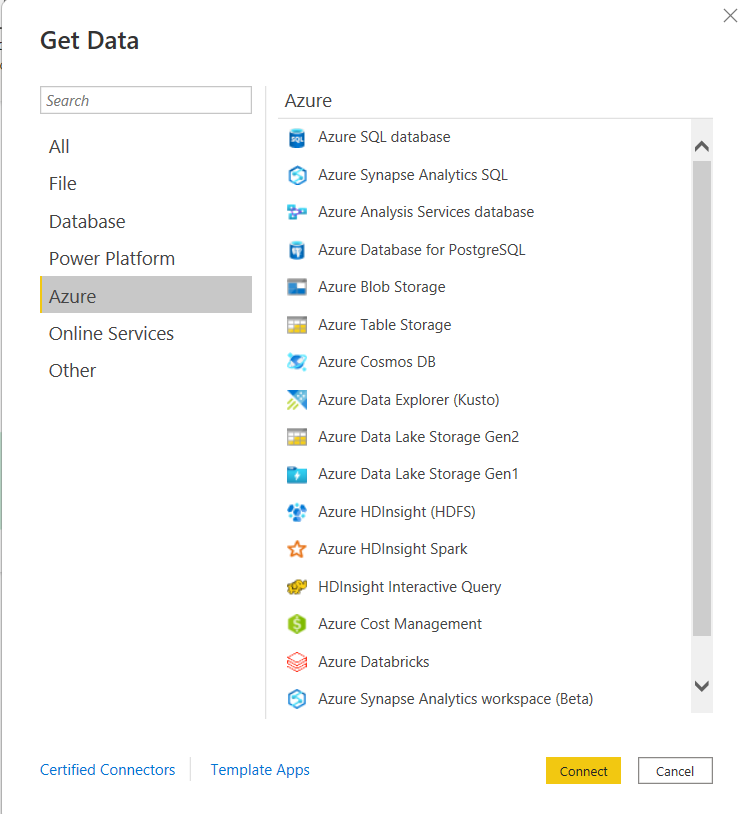 Get Data
Search
All
File
Database
Power Platform
Azure
Online Services
Other
Azure
Azure SQL database
Azure Synapse Analytics SQL
Azure Analysis Services database
Azure Database for PostgreSQL
Azure Blob Storage
Azure Table Storage
Azure Cosmos DB
Azure Data Explorer (Kusto)
Azure Data Lake Storage Gen2
Azure Data Lake Storage Gen1
Azure HDInsight (HDFS)
Azure HDInsight Spark
HDInsight Interactive Query
Azure Cost Management
Azure Databricks
Azure Synapse Analytics workspace (Beta)
Certified Connectors
Template Apps
Connect
Cancel